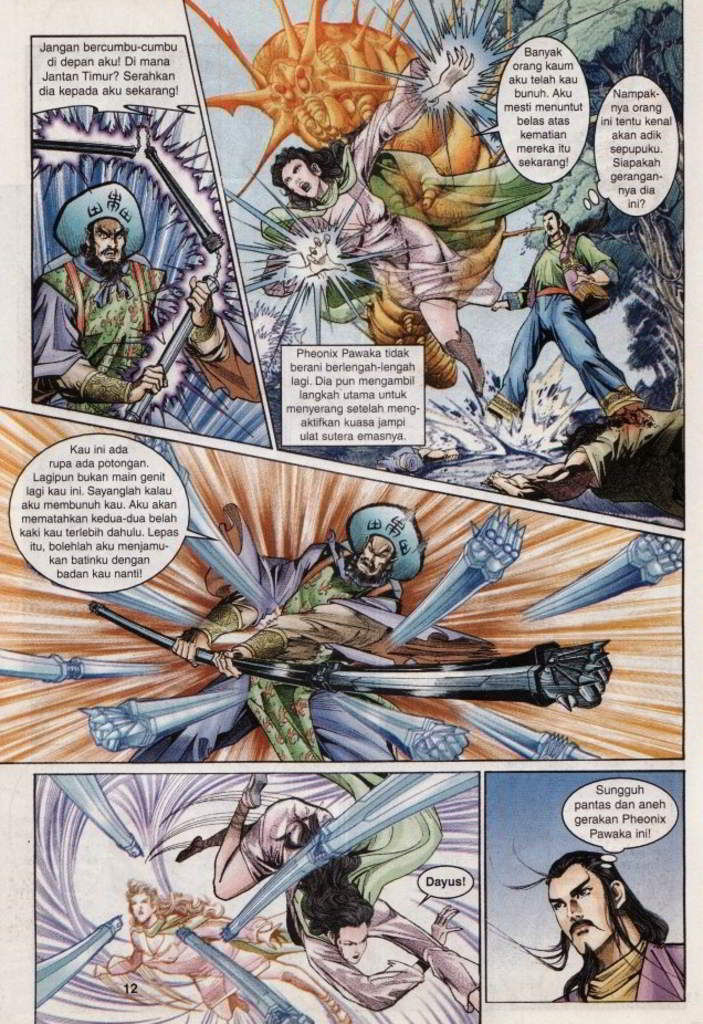 Jangan bercumbu-cumbu
di depan aku! Di mana
Jantan Timur? Serahkan
dia kepada aku sekarang!
Banyak
orang kaum
aku telah kau
bunuh. Aku
mesti menuntut
belas atas
kematian
mereka itu
sekarang!
Nampak-
nya orang
ini tentu kenal
akan adik
sepupuku.
Siapakah
gerangan-
nya dia
ini?
Pheonix Pawaka tidak
berani berlengah-lengah
lagi. Dia pun mengambil
langkah utama untuk
menyerang setelah meng-
aktifkan kuasa jampi
ulat sutera emasnya.
Kau ini ada
rupa ada potongan.
Lagipun bukan main genit
lagi kau ini. Sayanglah kalau
aku membunuh kau. Aku akan
mematahkan kedua-dua belah
kaki kau terlebih dahulu. Lepas
itu, bolehlah aku menjamu-
kan batinku dengan
badan kau nanti!
Dayus!
Sungguh
pantas dan aneh
gerakan Pheonix
Pawaka ini!
12